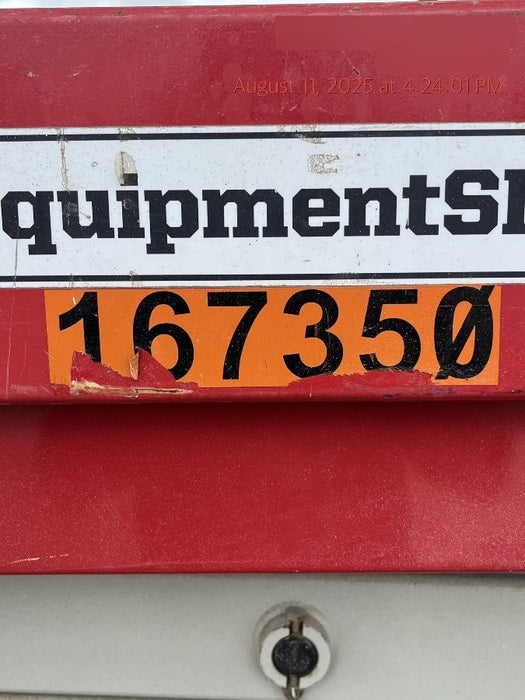 August 11, 2025 at 4:24:01 PM
quipmentS
167350